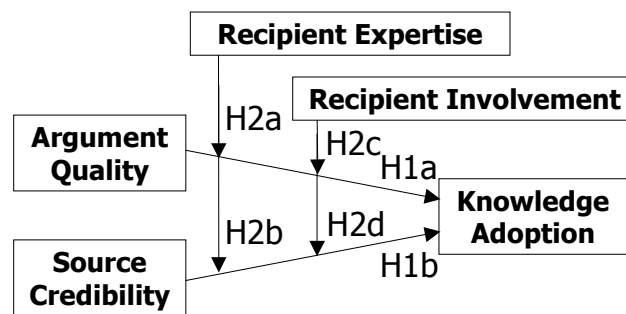 Recipient Expertise
Recipient Involvement
H2a
H2c
Argument
Quality
H1a
Knowledge
Adoption
H2b
H2d
Source
Credibility
H1b